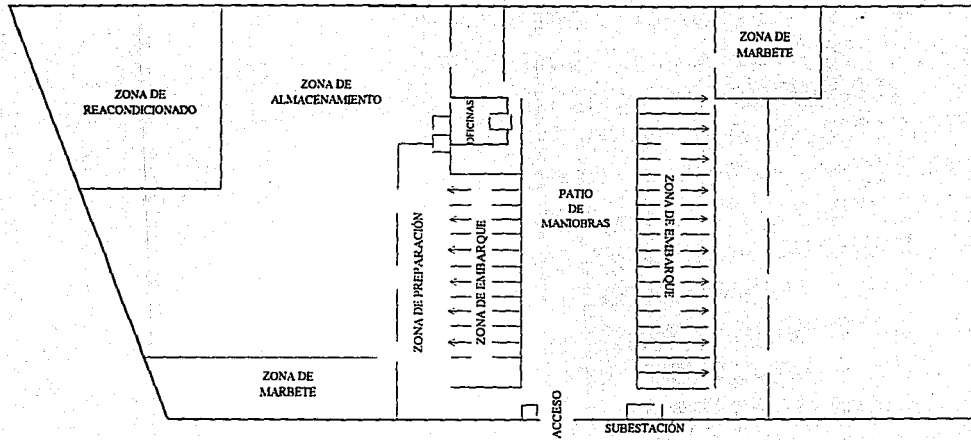 ZONA DE
REACONDICIONADO
ZONA DE
ALMACENAMIENTO
OFICINAS
ZONA DE
MARBETE
ZONA DE PREPARACIÓN
ZONA DE EMBARQUE
PATIO
DE
MANIOBRAS
ZONA DE EMBARQUE
ZONA DE
MARBETE
ACCESO
SUBESTACIÓN